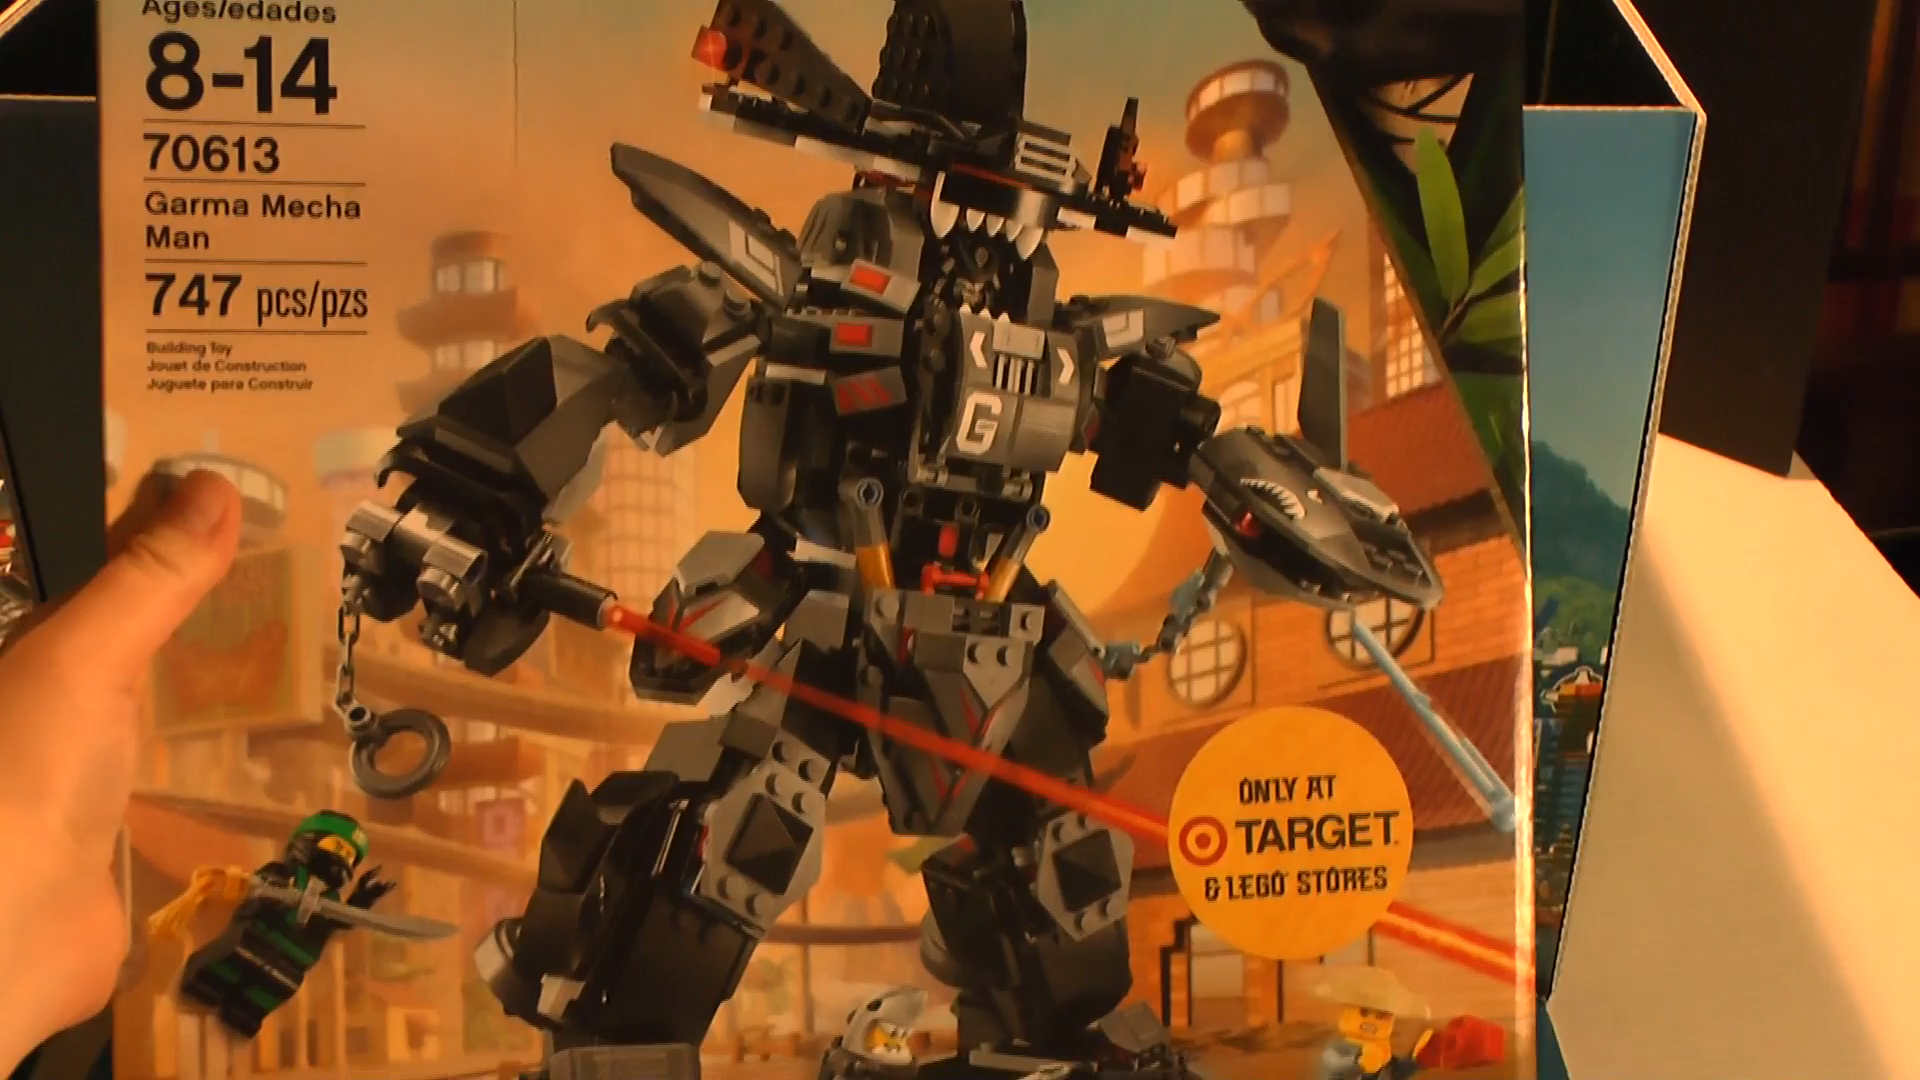 Ages/edades
8-14
70613
Garma Mecha
Man
747 pcs/pzs
Building Toy
Jouet de Construction
Juguete para Construir
G
ONLY AT
TARGET.
& LEGO® STORES